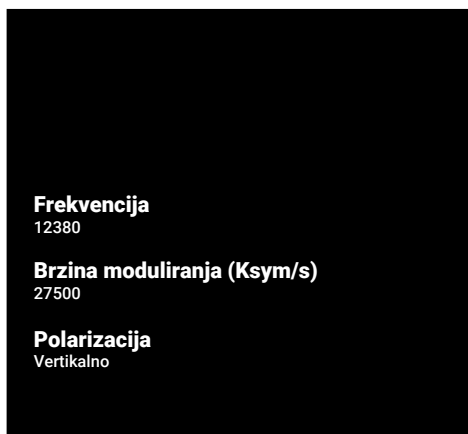 Frekvencija
12380
Brzina moduliranja (Ksym/s)
27500
Polarizacija
Vertikalno